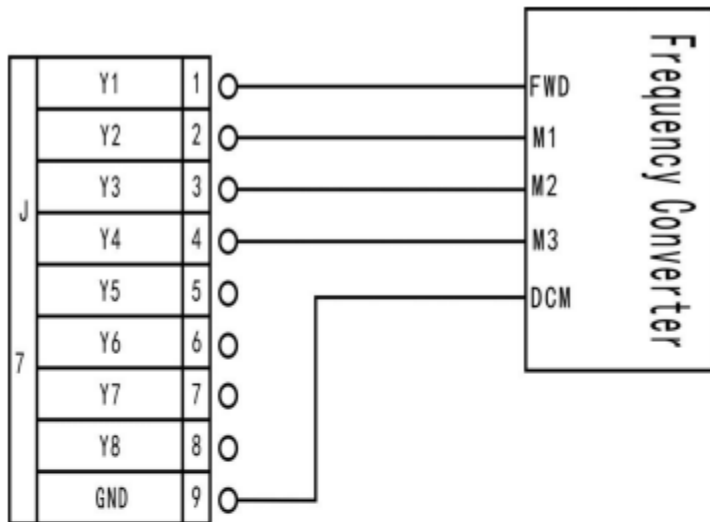 J 7
Y1 1
Y2 2
Y3 3
Y4 4
Y5 5
Y6 6
Y7 7
Y8 8
GND 9
FWD
M1
M2
M3
DCM
Frequency Converter